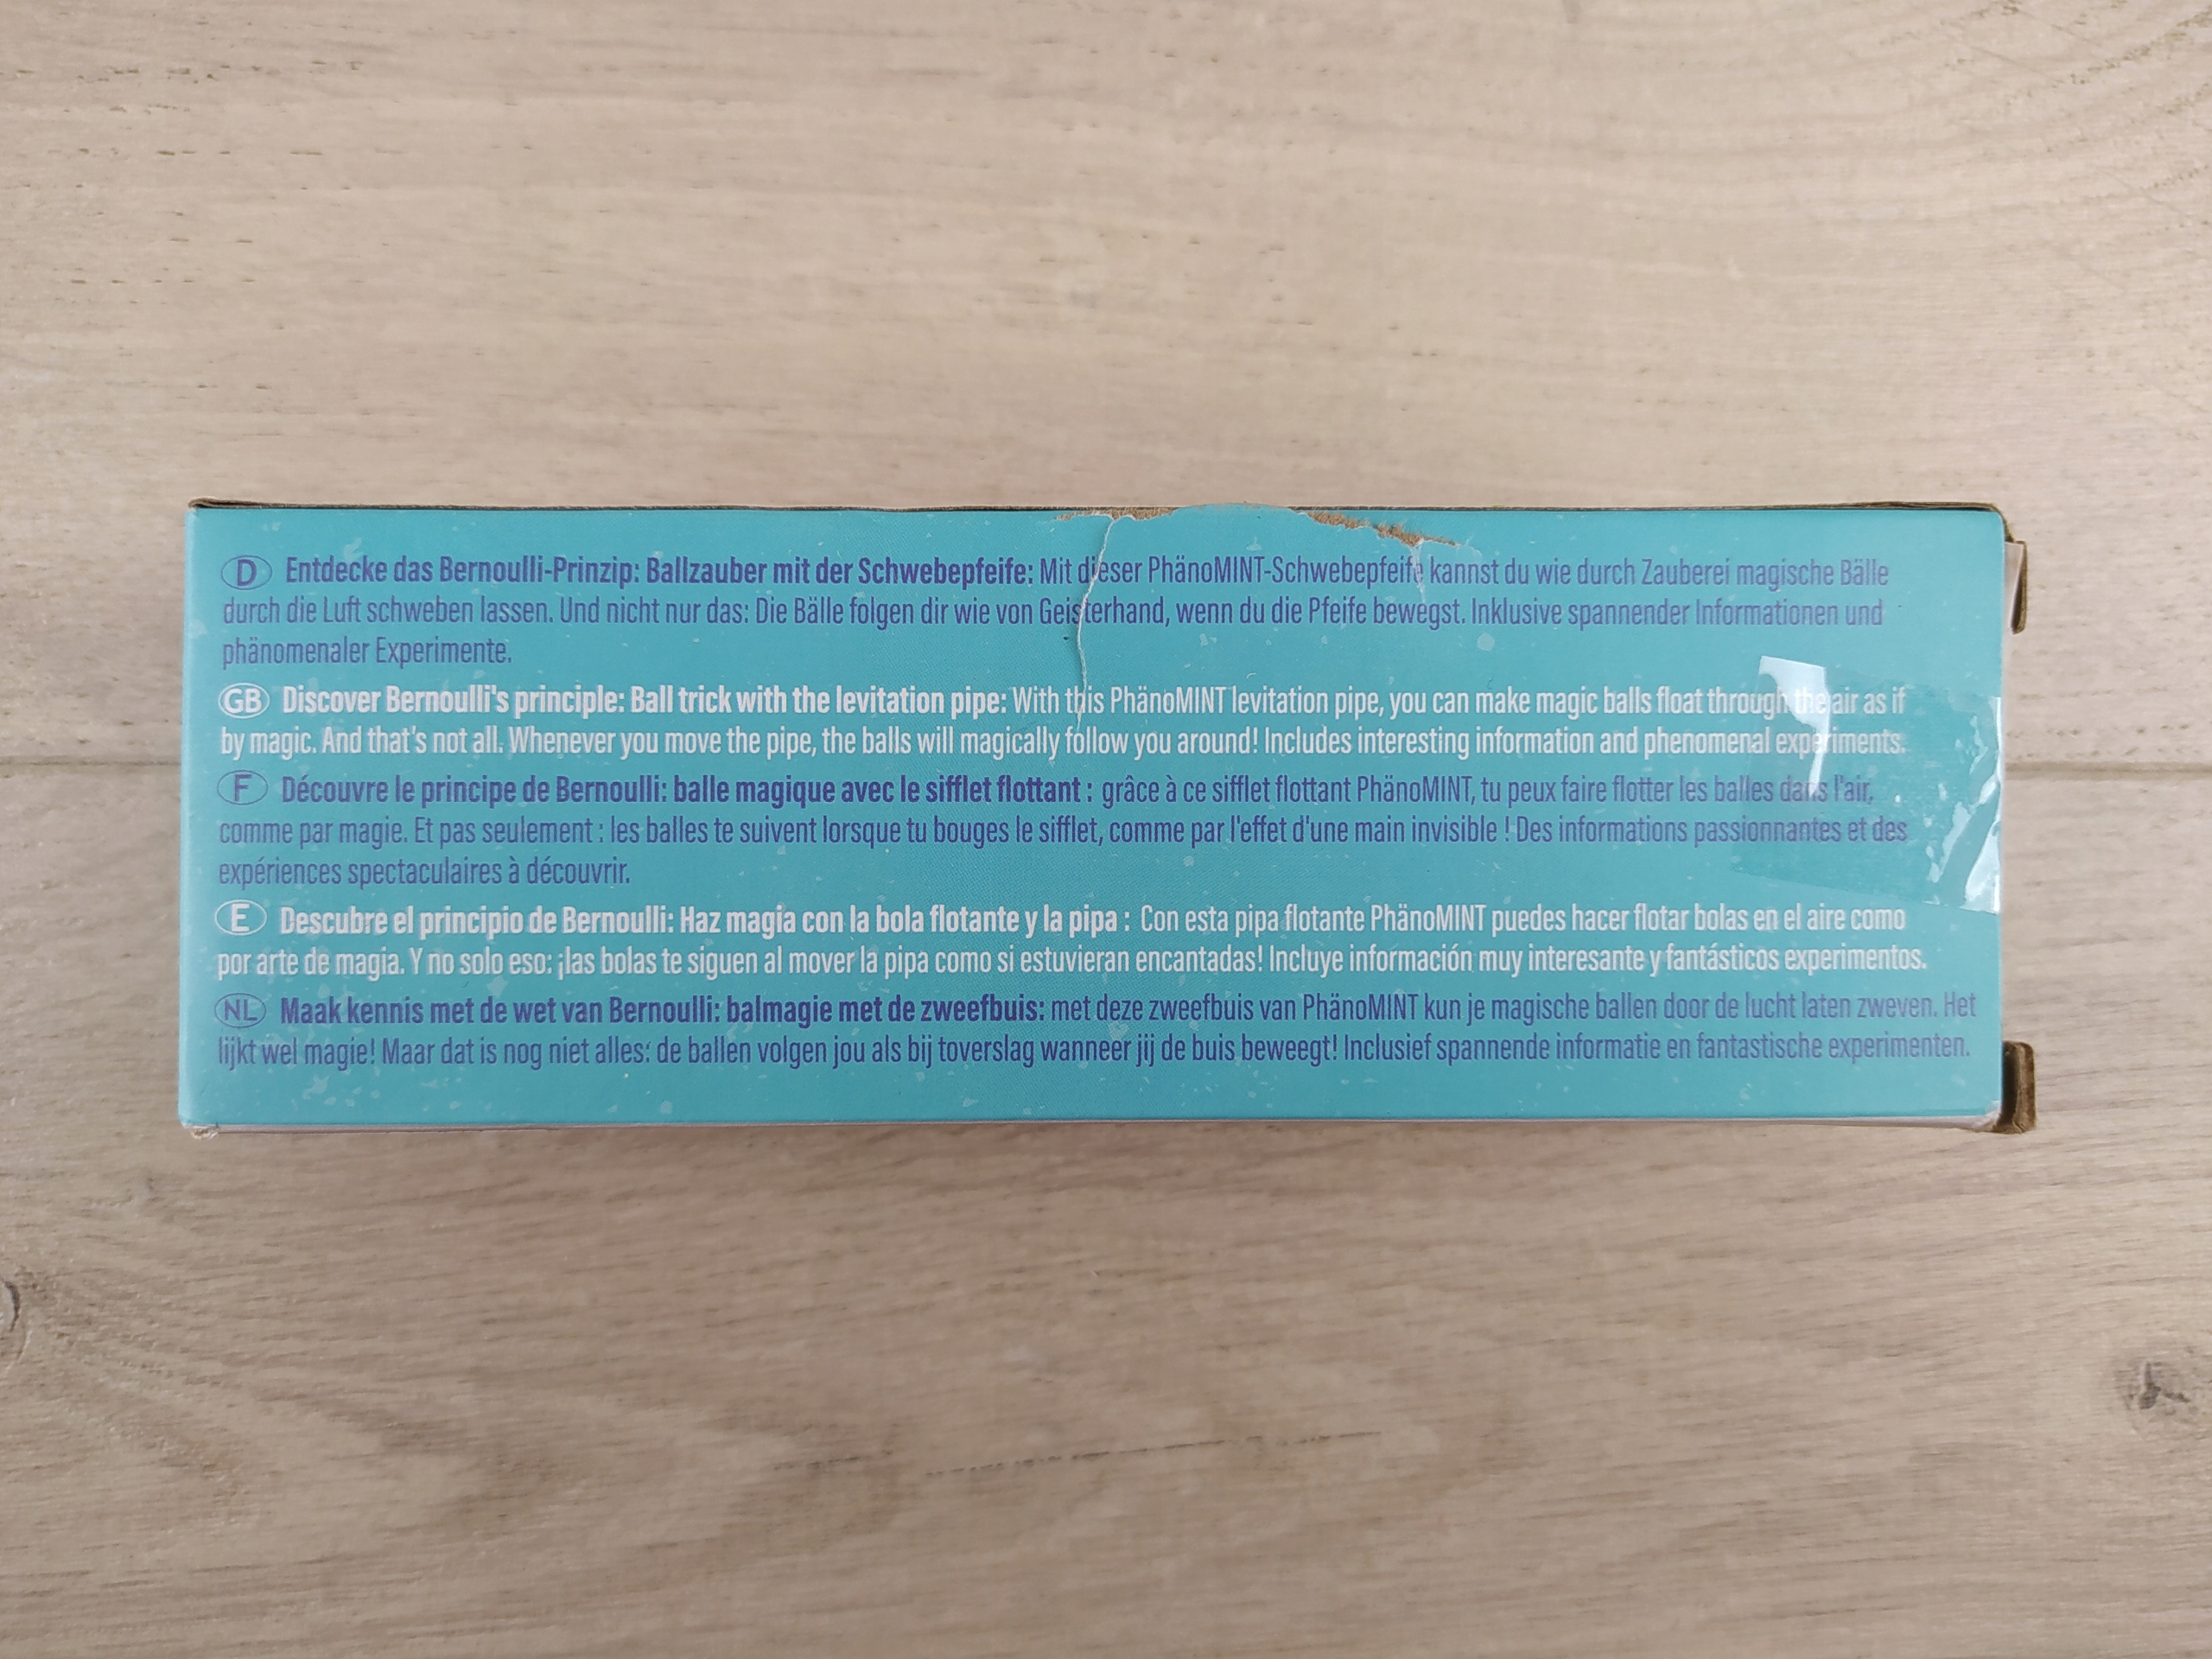 D Entdecke das Bernoulli-Prinzip: Ballzauber mit der Schwebepfeife: Mit dieser PhänoMINT-Schwebepfeife kannst du wie durch Zauberei magische Bälle
durch die Luft schweben lassen. Und nicht nur das: Die Bälle folgen dir wie von Geisterhand, wenn du die Pfeife bewegst. Inklusive spannender Informationen und
phänomenaler Experimente.
GB Discover Bernoulli's principle: Ball trick with the levitation pipe: With this PhänoMINT levitation pipe, you can make magic balls float through the air as if
by magic. And that's not all. Whenever you move the pipe, the balls will magically follow you around! Includes interesting information and phenomenal experiments.
F Découvre le principe de Bernoulli: balle magique avec le sifflet flottant : grâce à ce sifflet flottant PhänoMINT, tu peux faire flotter les balles dans l'air,
comme par magie. Et pas seulement : les balles te suivent lorsque tu bouges le sifflet, comme par l'effet d'une main invisible ! Des informations passionnantes et des
expériences spectaculaires à découvrir.
E Descubre el principio de Bernoulli: Haz magia con la bola flotante y la pipa : Con esta pipa flotante PhänoMINT puedes hacer flotar bolas en el aire como
por arte de magia. Y no solo eso: ¡las bolas te siguen al mover la pipa como si estuvieran encantadas! Incluye información muy interesante y fantásticos experimentos.
NL Maak kennis met de wet van Bernoulli: balmagie met de zweefbuis: met deze zweefbuis van PhänoMINT kun je magische ballen door de lucht laten zweven. Het
lijkt wel magie! Maar dat is nog niet alles: de ballen volgen jou als bij toverslag wanneer jij de buis beweegt! Inclusief spannende informatie en fantastische experimenten.